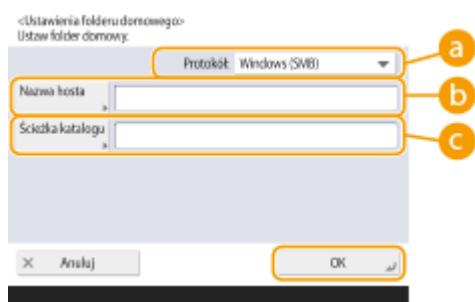 <Ustawienia folderu domowego>
Ustaw folder domowy.
Protokół: Windows (SMB)
a
Nazwa hosta
b
Ścieżka katalogu
c
× Anuluj
OK